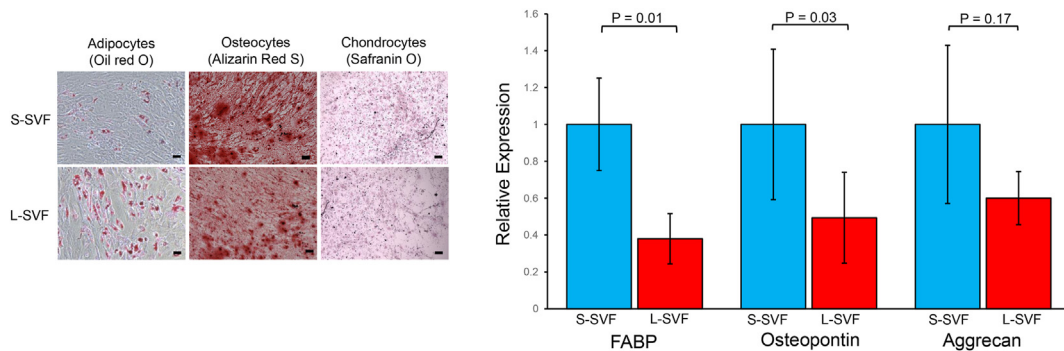 Adipocytes
(Oil red O)
Osteocytes
(Alizarin Red S)
Chondrocytes
(Safranin O)
S-SVF
L-SVF
Relative Expression
1.6
1.4
1.2
1
0.8
0.6
0.4
0.2
0
P = 0.01
P = 0.03
P = 0.17
S-SVF L-SVF S-SVF L-SVF S-SVF L-SVF
FABP Osteopontin Aggrecan